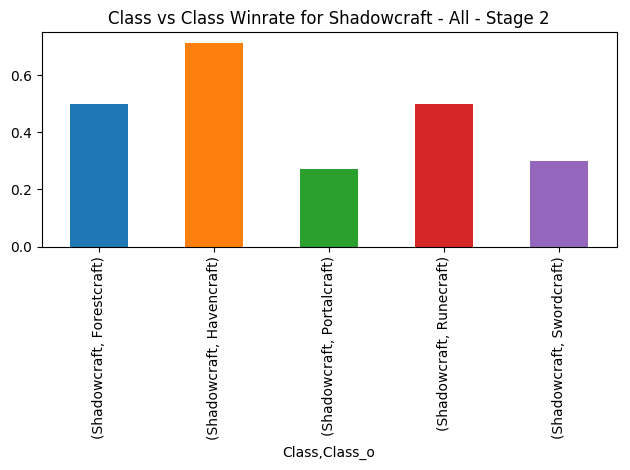 Class vs Class Winrate for Shadowcraft - All - Stage 2
0.6
0.4
0.2
0.0
(Shadowcraft, Forestcraft)
(Shadowcraft, Havencraft)
(Shadowcraft, Portalcraft)
(Shadowcraft, Runecraft)
(Shadowcraft, Swordcraft)
Class,Class_o